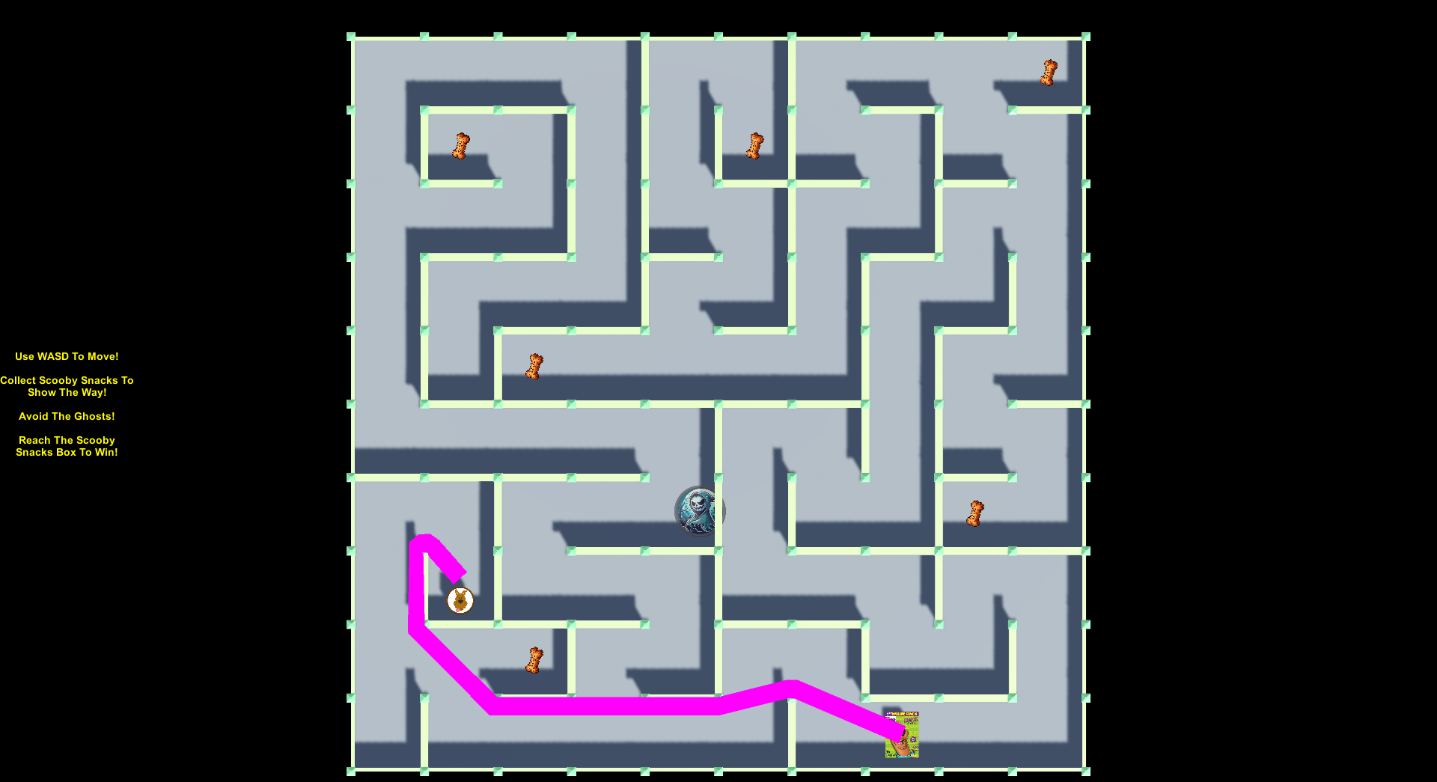 Use WASD To Move!
Collect Scooby Snacks To
Show The Way!
Avoid The Ghosts!
Reach The Scooby
Snacks Box To Win!